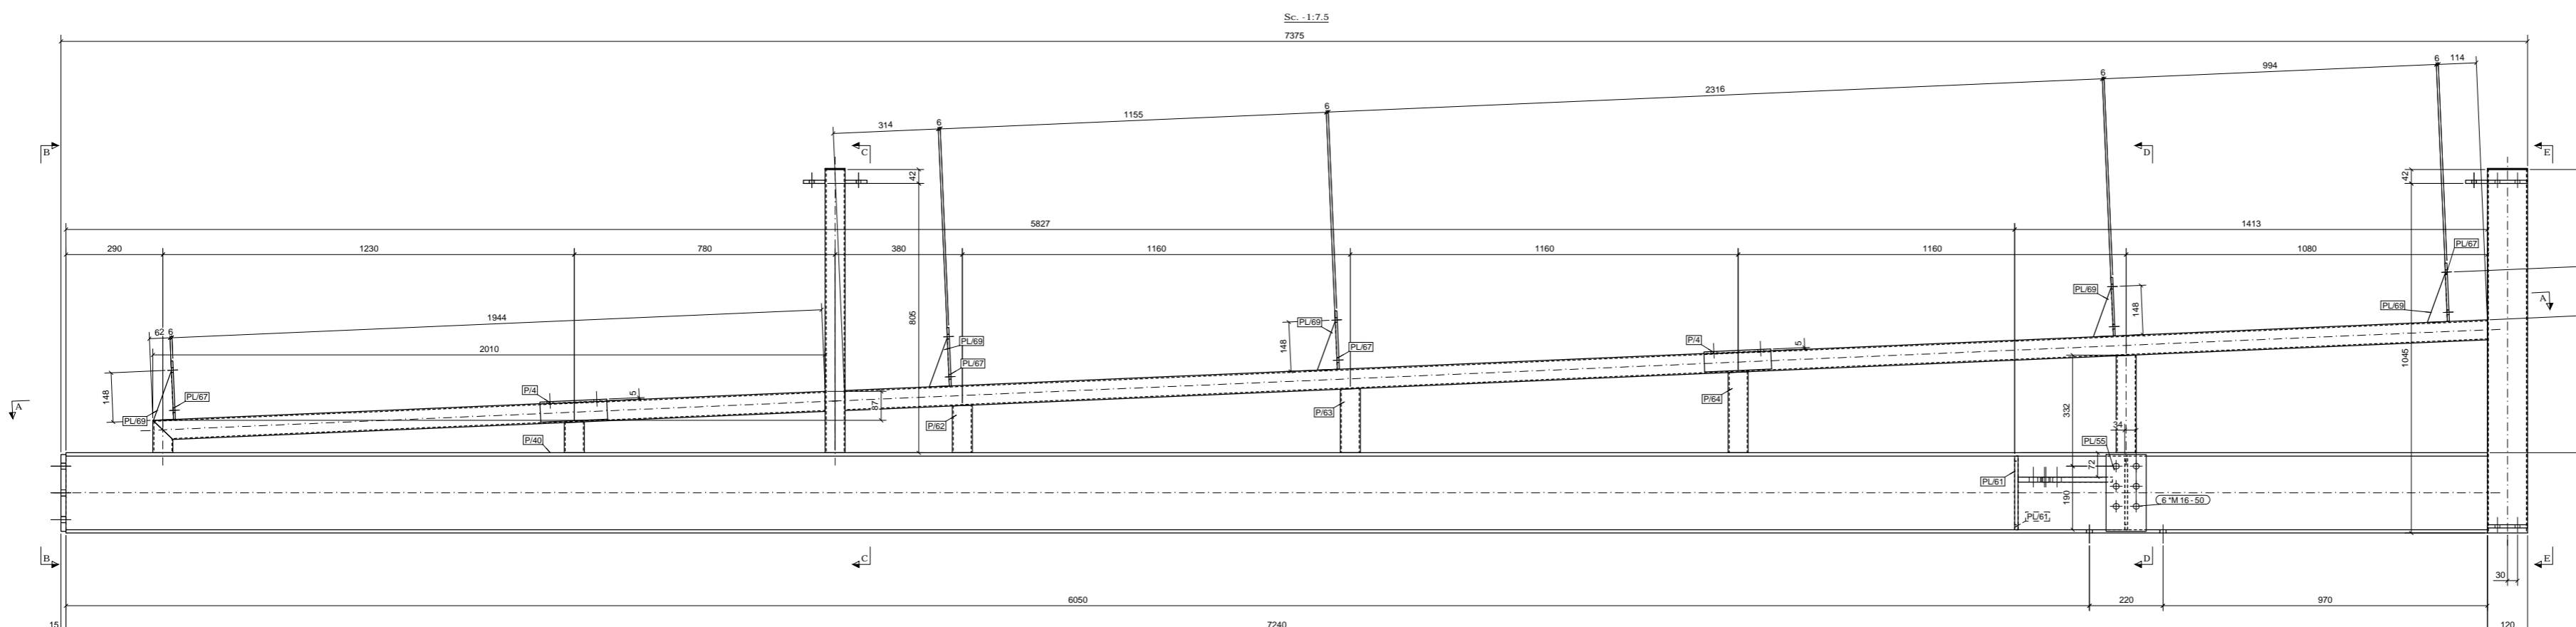 Sc. -1:7.5
7375
6
994
114
6
2316
6
1155
6
314
B
C
D
E
42
42
5827
1413
290
1230
780
380
1160
1160
1160
1080
PL/67
1944
62
6
2010
805
148
PL/69
PL/67
148
PL/69
PL/67
148
PL/69
PL/69
A
P/4
5
P/4
5
1045
PL/69
PL/67
A
148
87
P/40
P/62
P/63
P/64
332
34
PL/55
72
190
PL/61
PL/61
6 *M 16 - 50
B
C
D
E
30
6050
220
970
15
7240
120